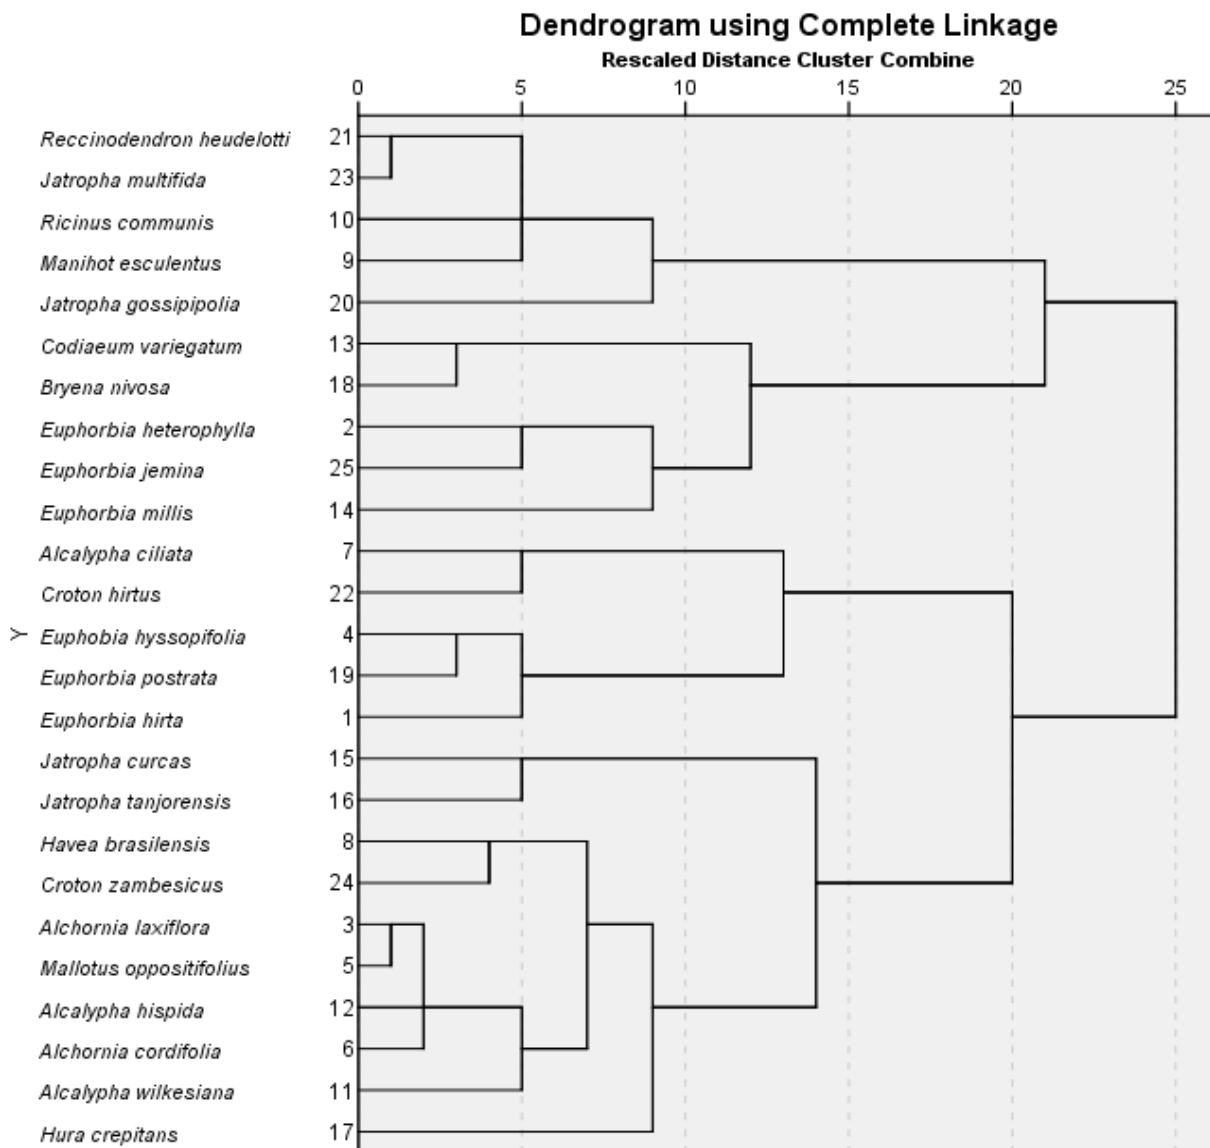 Dendrogram using Complete Linkage
Rescaled Distance Cluster Combine
0 5 10 15 20 25
Reccinodendron heudelotti 21
Jatropha multifida 23
Ricinus communis 10
Manihot esculentus 9
Jatropha gossipipolia 20
Codiaeum variegatum 13
Bryena nivosa 18
Euphorbia heterophylla 2
Euphorbia jemina 25
Euphorbia millis 14
Alcalypha ciliata 7
Croton hirtus 22
Y Euphobia hyssopifolia 4
Euphorbia postrata 19
Euphorbia hirta 1
Jatropha curcas 15
Jatropha tanjorensis 16
Havea brasilensis 8
Croton zambesicus 24
Alchornia laxiflora 3
Mallotus oppositifolius 5
Alcalypha hispida 12
Alchornia cordifolia 6
Alcalypha wilkesiana 11
Hura crepitans 17